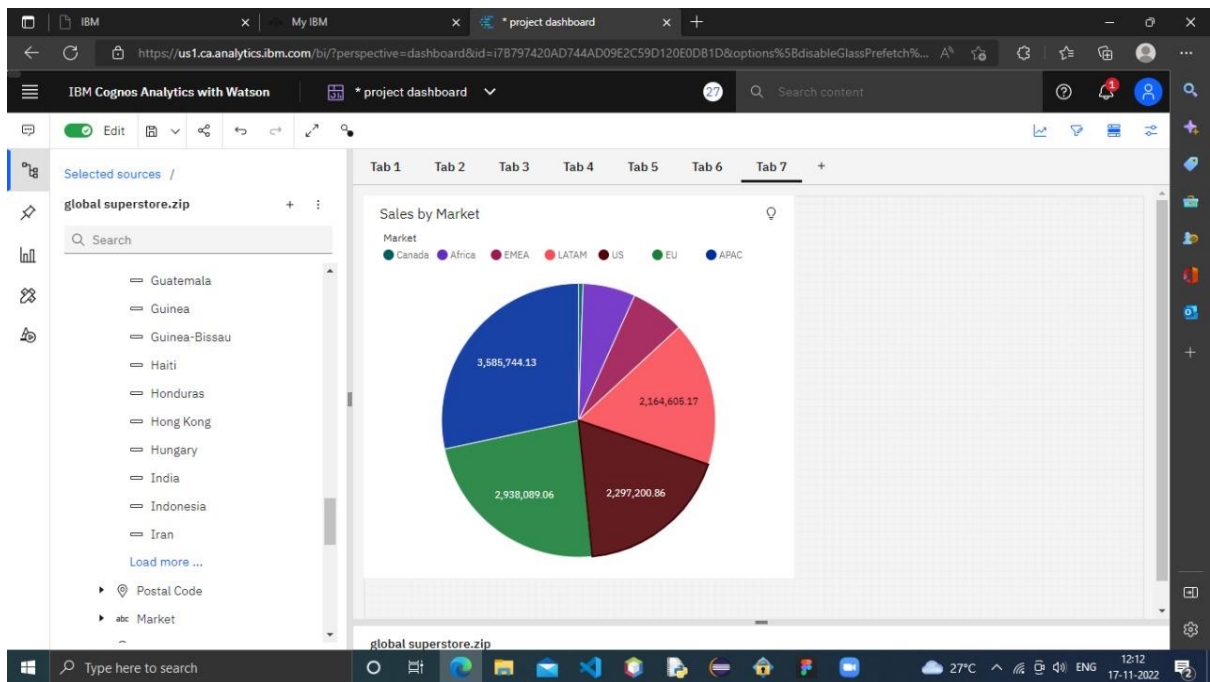 IBM
My IBM
* project dashboard
https://us1.ca.analytics.ibm.com/bi/?perspective=dashboard&id=i7B797420AD744AD09E2C59D120E0DB1D&options%5BdisableGlassPrefetch%...
IBM Cognos Analytics with Watson
* project dashboard
27
Search content
1
Edit
Selected sources /
Tab 1 Tab 2 Tab 3 Tab 4 Tab 5 Tab 6 Tab 7 +
global superstore.zip
Search
Guatemala
Guinea
Guinea-Bissau
Haiti
Honduras
Hong Kong
Hungary
India
Indonesia
Iran
Load more ...
Postal Code
abc Market
Sales by Market
Market
Canada Africa EMEA LATAM US EU APAC
3,585,744.13
2,164,605.17
2,938,089.06
2,297,200.86
global superstore.zip
Type here to search
27°C
ENG
12:12
17-11-2022
2